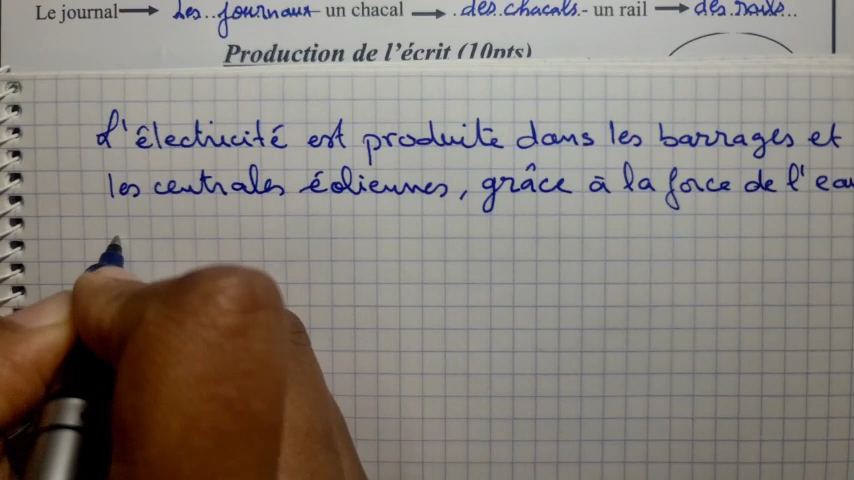 Le journal → Les..journaux - un chacal → .des.chacals.- un rail → des.rails...
Production de l'écrit (10pts)
L'électricité est produite dans les barrages et
les centrales éoliennes, grâce à la force de l'eau